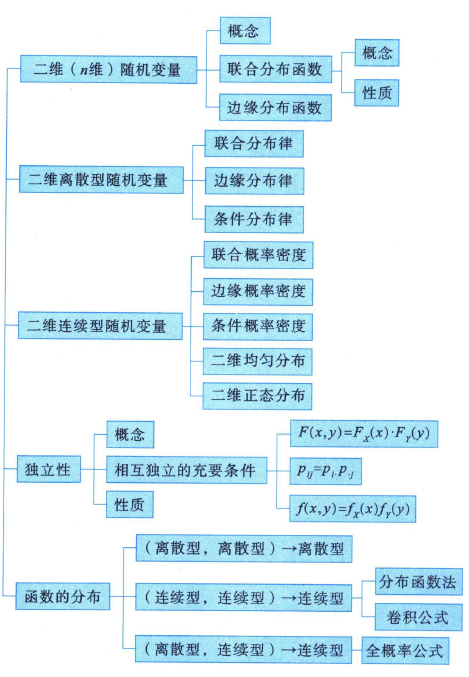 二维（n维）随机变量
概念
联合分布函数
概念
性质
边缘分布函数
二维离散型随机变量
联合分布律
边缘分布律
条件分布律
二维连续型随机变量
联合概率密度
边缘概率密度
条件概率密度
二维均匀分布
二维正态分布
独立性
概念
相互独立的充要条件
F(x,y)=F_X(x)·F_Y(y)
p_{ij}=p_{i·}p_{·j}
f(x,y)=f_X(x)f_Y(y)
性质
函数的分布
（离散型，离散型）→离散型
（连续型，连续型）→连续型
分布函数法
卷积公式
（离散型，连续型）→连续型
全概率公式